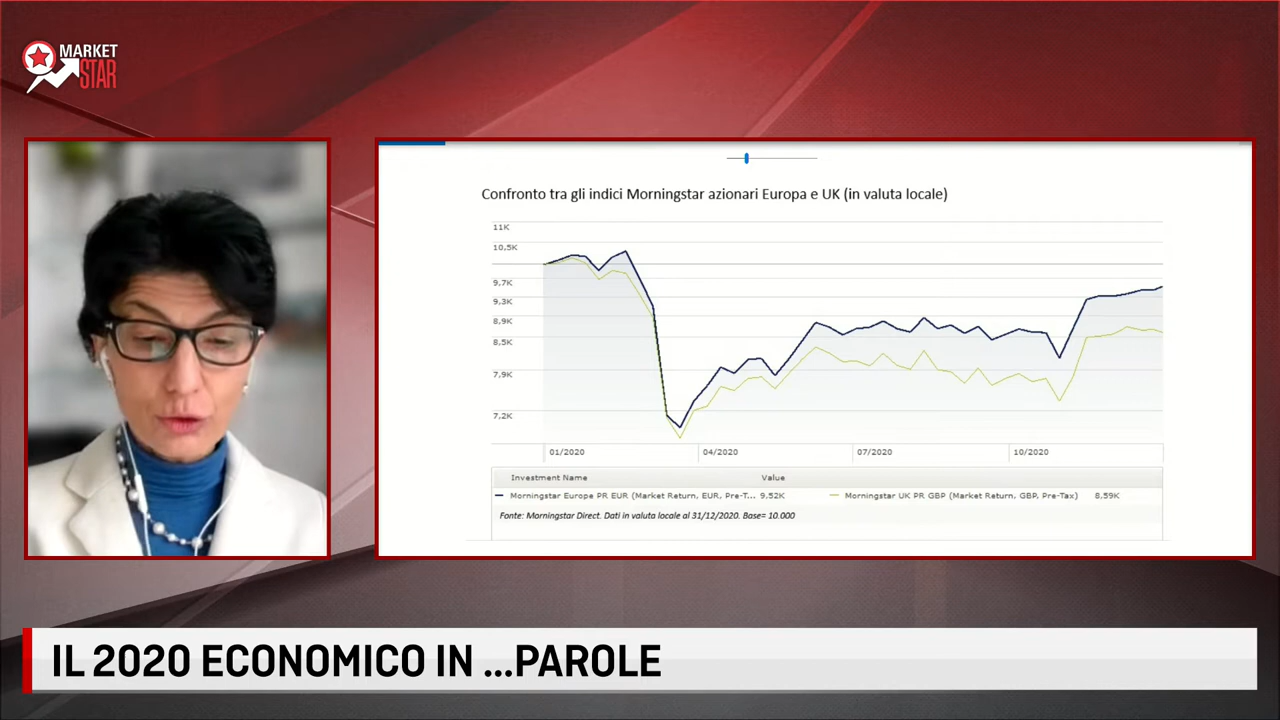 MARKET
STAR
Confronto tra gli indici Morningstar azionari Europa e UK (in valuta locale)
11K
10,5K
9,7K
9,3K
8,9K
8,5K
7,9K
7,2K
01/2020 04/2020 07/2020 10/2020
Investment Name Value
Morningstar Europe PR EUR (Market Return, EUR, Pre-T... 9,52K Morningstar UK PR GBP (Market Return, GBP, Pre-Tax) 8,59K
Fonte: Morningstar Direct. Dati in valuta locale al 31/12/2020. Base= 10.000
IL 2020 ECONOMICO IN ...PAROLE